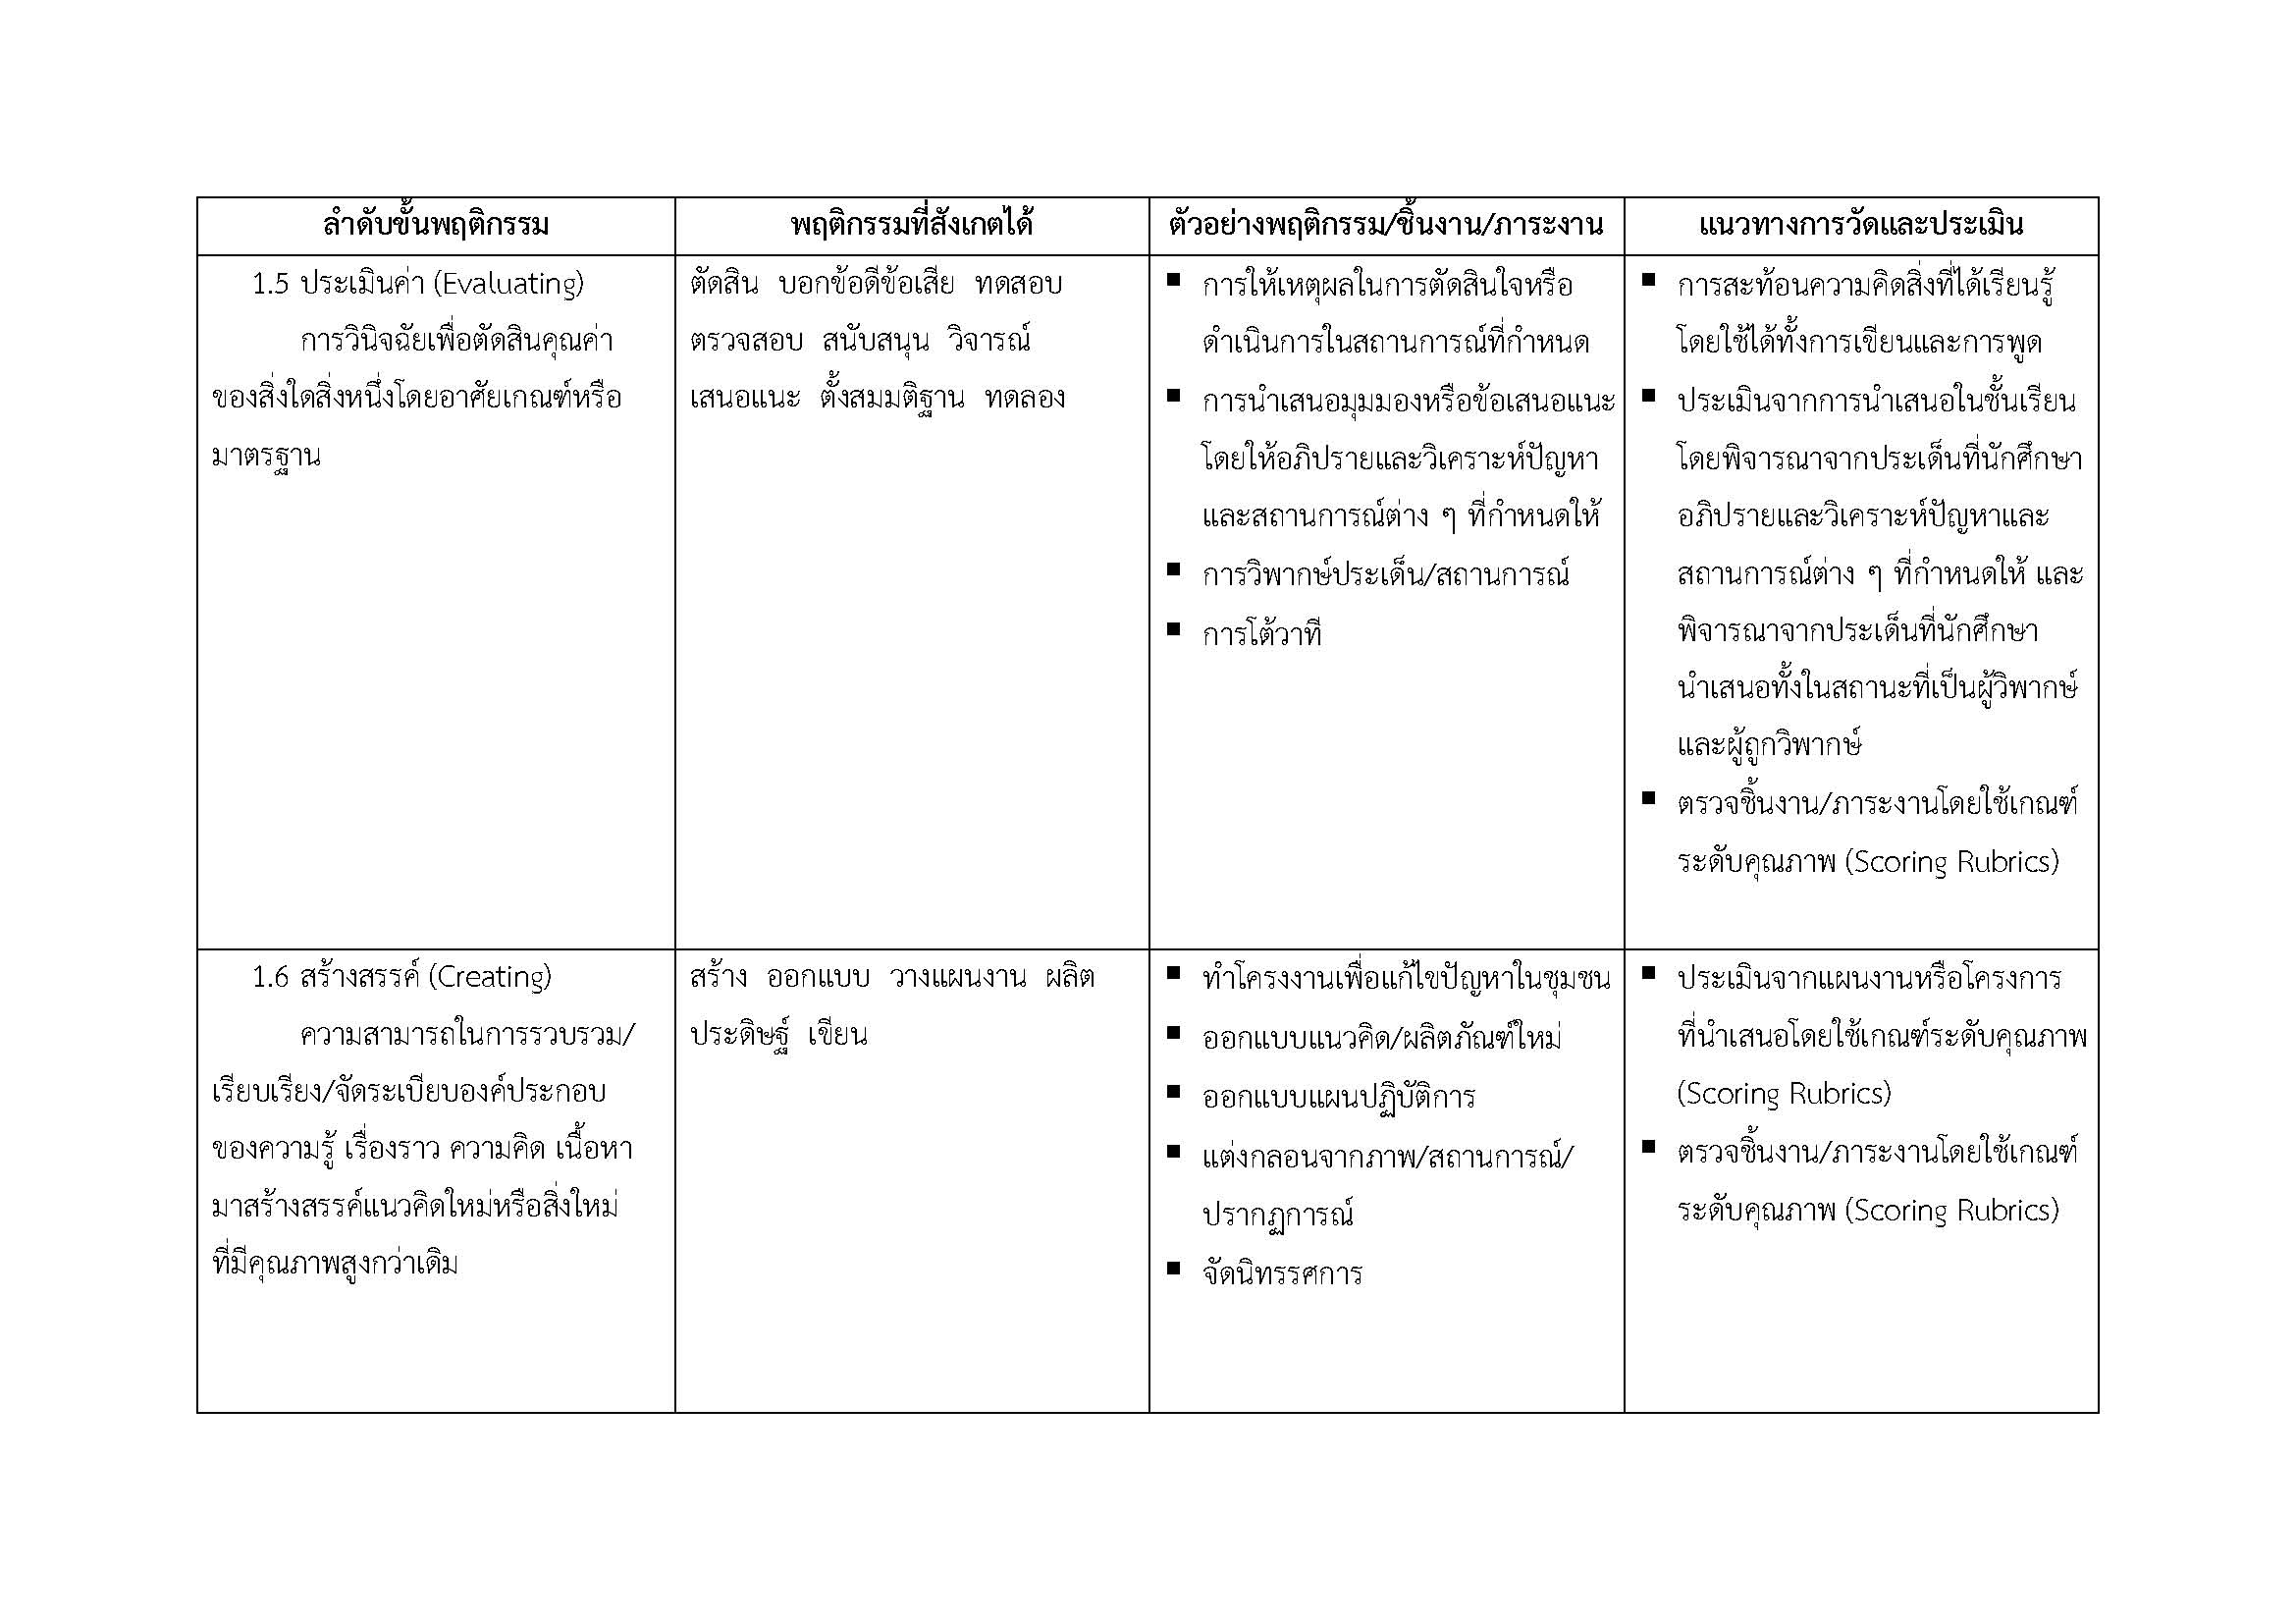 ลำดับขั้นพฤติกรรม
พฤติกรรมที่สังเกตได้
ตัวอย่างพฤติกรรม/ชิ้นงาน/ภาระงาน
แนวทางการวัดและประเมิน
1.5 ประเมินค่า (Evaluating)
การวินิจฉัยเพื่อตัดสินคุณค่า
ของสิ่งใดสิ่งหนึ่งโดยอาศัยเกณฑ์หรือ
มาตรฐาน
ตัดสิน บอกข้อดีข้อเสีย ทดสอบ
ตรวจสอบ สนับสนุน วิจารณ์
เสนอแนะ ตั้งสมมติฐาน ทดลอง
▪ การให้เหตุผลในการตัดสินใจหรือ
ดำเนินการในสถานการณ์ที่กำหนด
▪ การนำเสนอมุมมองหรือข้อเสนอแนะ
โดยให้อภิปรายและวิเคราะห์ปัญหา
และสถานการณ์ต่าง ๆ ที่กำหนดให้
▪ การวิพากษ์ประเด็น/สถานการณ์
▪ การโต้วาที
▪ การสะท้อนความคิดสิ่งที่ได้เรียนรู้
โดยใช้ได้ทั้งการเขียนและการพูด
▪ ประเมินจากการนำเสนอในชั้นเรียน
โดยพิจารณาจากประเด็นที่นักศึกษา
อภิปรายและวิเคราะห์ปัญหาและ
สถานการณ์ต่าง ๆ ที่กำหนดให้ และ
พิจารณาจากประเด็นที่นักศึกษา
นำเสนอทั้งในสถานะที่เป็นผู้วิพากษ์
และผู้ถูกวิพากษ์
▪ ตรวจชิ้นงาน/ภาระงานโดยใช้เกณฑ์
ระดับคุณภาพ (Scoring Rubrics)
1.6 สร้างสรรค์ (Creating)
ความสามารถในการรวบรวม/
เรียบเรียง/จัดระเบียบองค์ประกอบ
ของความรู้ เรื่องราว ความคิด เนื้อหา
มาสร้างสรรค์แนวคิดใหม่หรือสิ่งใหม่
ที่มีคุณภาพสูงกว่าเดิม
สร้าง ออกแบบ วางแผนงาน ผลิต
ประดิษฐ์ เขียน
▪ ทำโครงงานเพื่อแก้ไขปัญหาในชุมชน
▪ ออกแบบแนวคิด/ผลิตภัณฑ์ใหม่
▪ ออกแบบแผนปฏิบัติการ
▪ แต่งกลอนจากภาพ/สถานการณ์/
ปรากฏการณ์
▪ จัดนิทรรศการ
▪ ประเมินจากแผนงานหรือโครงการ
ที่นำเสนอโดยใช้เกณฑ์ระดับคุณภาพ
(Scoring Rubrics)
▪ ตรวจชิ้นงาน/ภาระงานโดยใช้เกณฑ์
ระดับคุณภาพ (Scoring Rubrics)